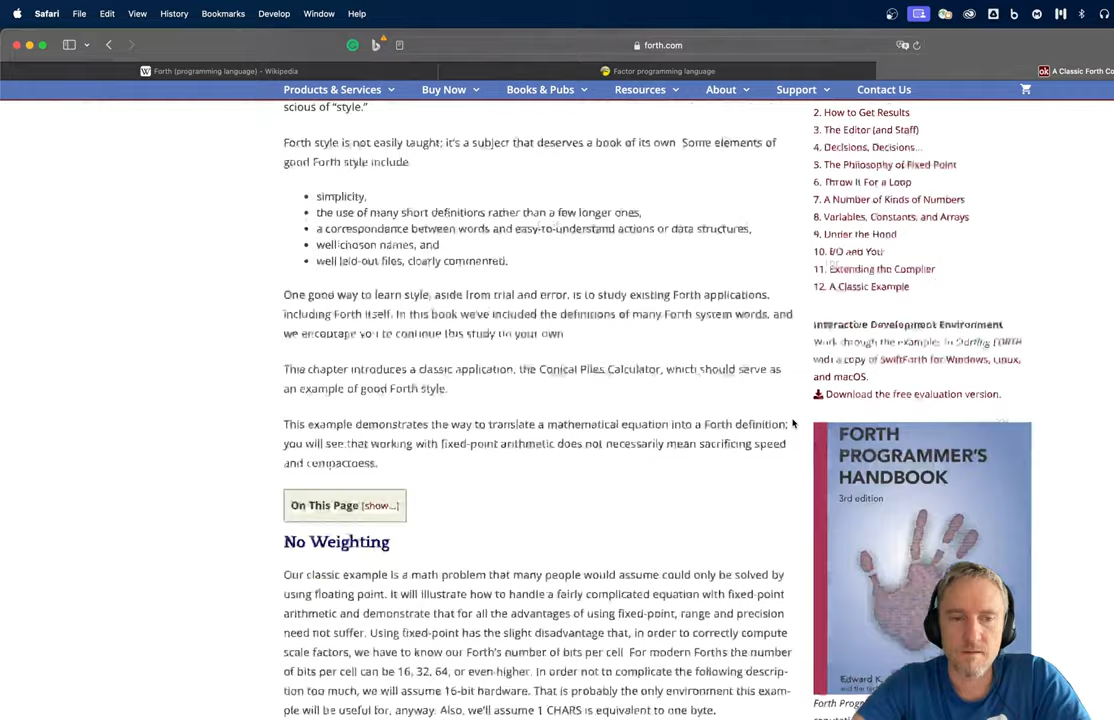 Safari File Edit View History Bookmarks Develop Window Help
forth.com
W Forth (programming language) - Wikipedia
Factor programming language
ok A Classic Forth Co
Products & Services Buy Now Books & Pubs Resources About Support Contact Us
scious of “style.”
Forth style is not easily taught; it’s a subject that deserves a book of its own. Some elements of
good Forth style include
simplicity,
the use of many short definitions rather than a few longer ones,
a correspondence between words and easy-to-understand actions or data structures,
well-chosen names, and
well laid-out files, clearly commented.
One good way to learn style, aside from trial and error, is to study existing Forth applications,
including Forth itself. In this book we’ve included the definitions of many Forth system words, and
we encourage you to continue this study on your own
This chapter introduces a classic application, the Conical Piles Calculator, which should serve as
an example of good Forth style.
This example demonstrates the way to translate a mathematical equation into a Forth definition;
you will see that working with fixed-point arithmetic does not necessarily mean sacrificing speed
and compactness.
On This Page [show...]
No Weighting
Our classic example is a math problem that many people would assume could only be solved by
using floating point. It will illustrate how to handle a fairly complicated equation with fixed-point
arithmetic and demonstrate that for all the advantages of using fixed-point, range and precision
need not suffer. Using fixed-point has the slight disadvantage that, in order to correctly compute
scale factors, we have to know our Forth’s number of bits per cell. For modern Forths the number
of bits per cell can be 16, 32, 64, or even higher. In order not to complicate the following descrip-
tion too much, we will assume 16-bit hardware. That is probably the only environment this exam-
ple will be useful for, anyway. Also, we’ll assume 1 CHARS is equivalent to one byte.
2. How to Get Results
3. The Editor (and Staff)
4. Decisions, Decisions...
5. The Philosophy of Fixed Point
6. Throw It For a Loop
7. A Number of Kinds of Numbers
8. Variables, Constants, and Arrays
9. Under the Hood
10. I/O and You
11. Extending the Compiler
12. A Classic Example
Interactive Development Environment
Work through the example. In Starting FORTH
with a copy of SwiftForth for Windows, Linux,
and macOS.
Download the free evaluation version.
FORTH
PROGRAMMER'S
HANDBOOK
3rd edition
Edward K.